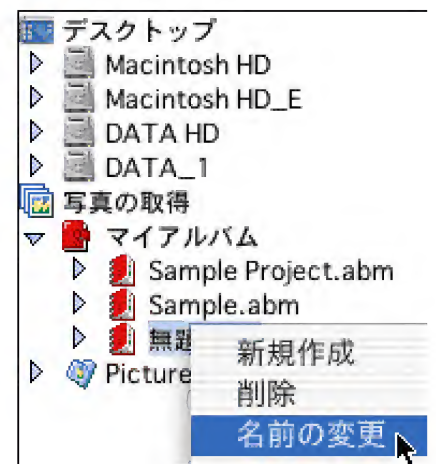 デスクトップ
Macintosh HD
Macintosh HD_E
DATA HD
DATA_1
写真の取得
マイアルバム
Sample Project.abm
Sample.abm
無題
Picture
新規作成
削除
名前の変更